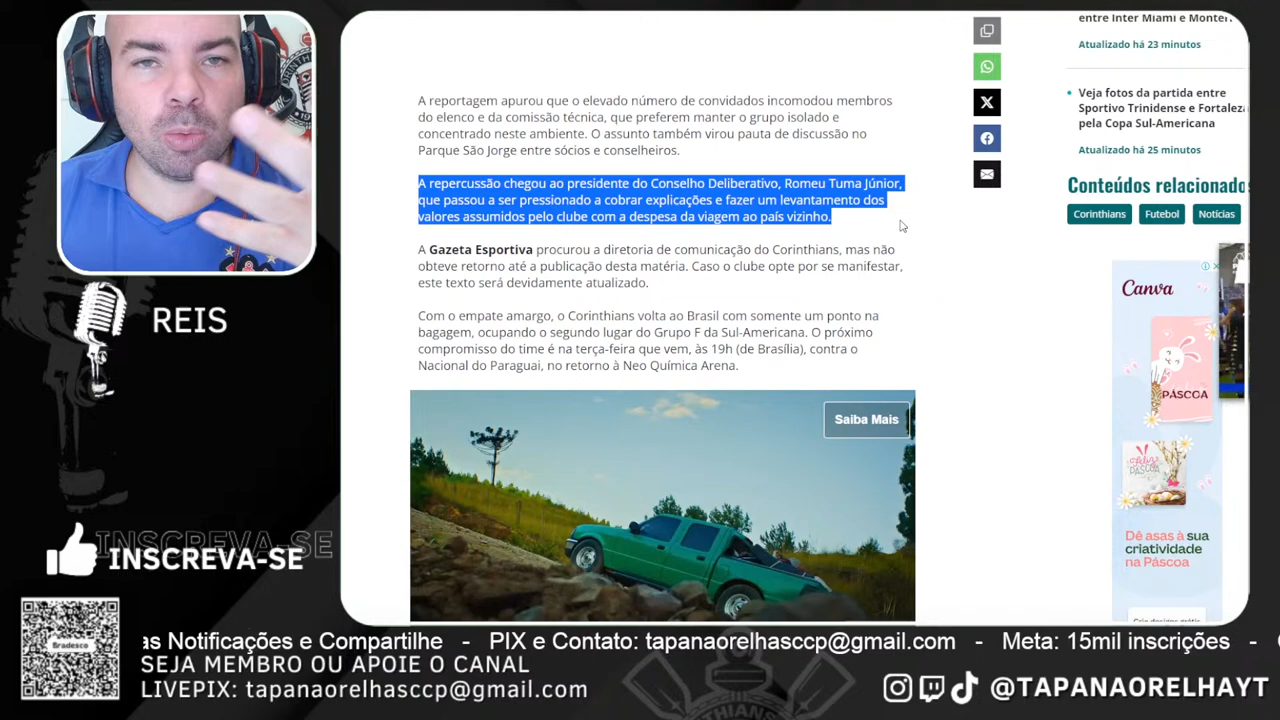 A reportagem apurou que o elevado número de convidados incomodou membros
do elenco e da comissão técnica, que preferem manter o grupo isolado e
concentrado neste ambiente. O assunto também virou pauta de discussão no
Parque São Jorge entre sócios e conselheiros.
A repercussão chegou ao presidente do Conselho Deliberativo, Romeu Tuma Júnior,
que passou a ser pressionado a cobrar explicações e fazer um levantamento dos
valores assumidos pelo clube com a despesa da viagem ao país vizinho.
A Gazeta Esportiva procurou a diretoria de comunicação do Corinthians, mas não
obteve retorno até a publicação desta matéria. Caso o clube opte por se manifestar,
este texto será devidamente atualizado.
Com o empate amargo, o Corinthians volta ao Brasil com somente um ponto na
bagagem, ocupando o segundo lugar do Grupo F da Sul-Americana. O próximo
compromisso do time é na terça-feira que vem, às 19h (de Brasília), contra o
Nacional do Paraguai, no retorno à Neo Química Arena.
Saiba Mais
entre Inter Miami e Monter
Atualizado há 23 minutos
Veja fotos da partida entre
Sportivo Trinidense e Fortaleza
pela Copa Sul-Americana
Atualizado há 25 minutos
Conteúdos relacionado
Corinthians
Futebol
Notícias
Canva
PÁSCOA
feliz
PÁSCOA
Dê asas à sua
criatividade
na Páscoa
REIS
INSCREVA-SE
INSCREVA-SE
Bradesco
as Notificações e Compartilhe - PIX e Contato: tapanaorelhasccp@gmail.com - Meta: 15mil inscrições -
SEJA MEMBRO OU APOIE O CANAL
LIVEPIX: tapanaorelhasccp@gmail.com
@TAPANAORELHAYT